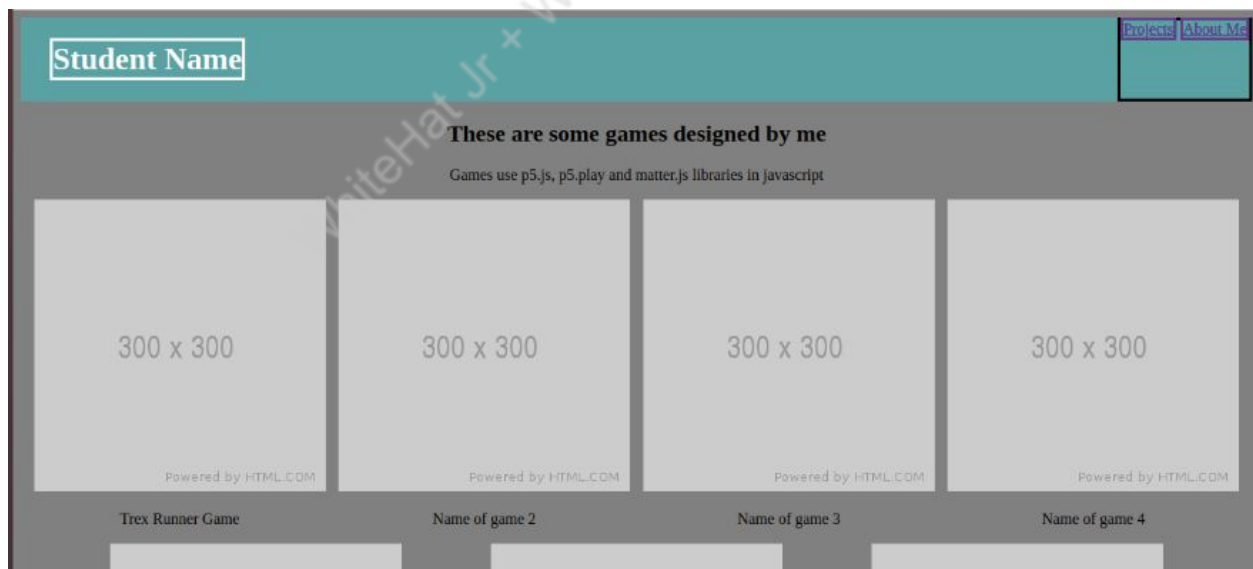 Student Name
Projects About Me
These are some games designed by me
Games use p5.js, p5.play and matter.js libraries in javascript
300 x 300 300 x 300 300 x 300 300 x 300
Powered by HTML.COM Powered by HTML.COM Powered by HTML.COM Powered by HTML.COM
Trex Runner Game Name of game 2 Name of game 3 Name of game 4
WhiteHat Jr